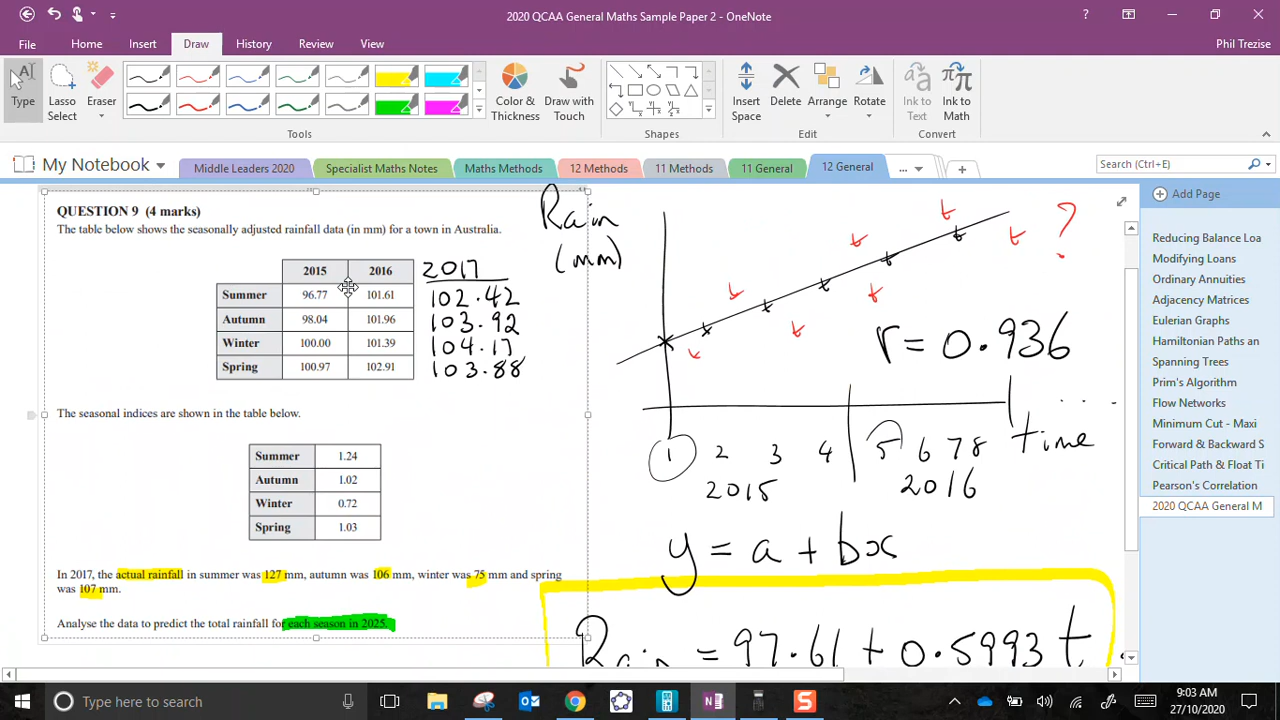 2020 QCAA General Maths Sample Paper 2 - OneNote
Phil Trezise
File Home Insert Draw History Review View
Type
Lasso Select
Eraser
Tools
Color & Thickness
Draw with Touch
Shapes
Insert Space
Delete
Arrange
Rotate
Edit
Ink to Text
Ink to Math
Convert
My Notebook
Middle Leaders 2020
Specialist Maths Notes
Maths Methods
12 Methods
11 Methods
11 General
12 General
...
Search (Ctrl+E)
QUESTION 9 (4 marks)
The table below shows the seasonally adjusted rainfall data (in mm) for a town in Australia.
2015 2016 2017
Summer 96.77 101.61 102.42
Autumn 98.04 101.96 103.92
Winter 100.00 101.39 104.17
Spring 100.97 102.91 103.88
The seasonal indices are shown in the table below.
Summer 1.24
Autumn 1.02
Winter 0.72
Spring 1.03
In 2017, the actual rainfall in summer was 127 mm, autumn was 106 mm, winter was 75 mm and spring
was 107 mm.
Analyse the data to predict the total rainfall for each season in 2025.
Rain
(mm)
?
r = 0.936
1 2 3 4 5 6 7 8 time
2015 2016
y = a + bx
Rain = 97.61 + 0.5993 t
Add Page
Reducing Balance Loa
Modifying Loans
Ordinary Annuities
Adjacency Matrices
Eulerian Graphs
Hamiltonian Paths an
Spanning Trees
Prim's Algorithm
Flow Networks
Minimum Cut - Maxi
Forward & Backward S
Critical Path & Float Ti
Pearson's Correlation
2020 QCAA General M
Type here to search
9:03 AM
27/10/2020